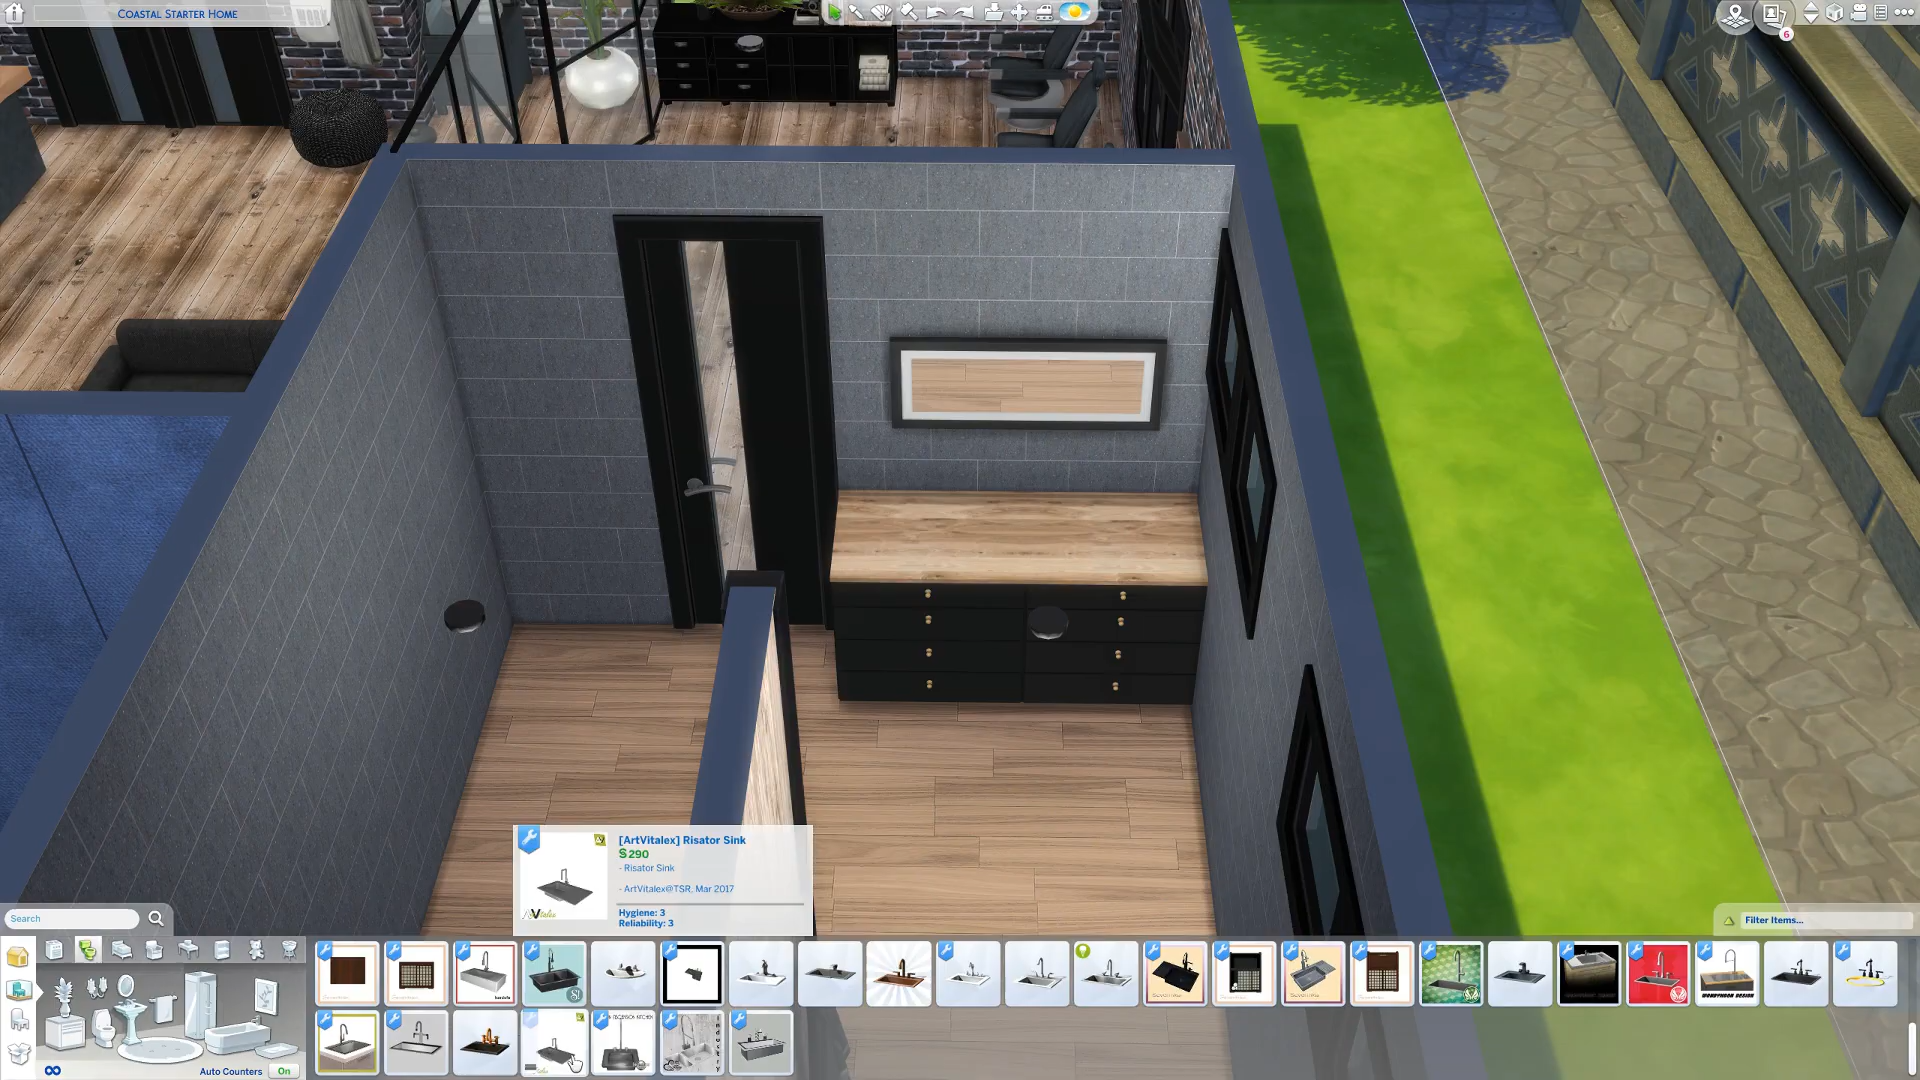 COASTAL STARTER HOME
6
[ArtVitalex] Risator Sink
§290
- Risator Sink
- ArtVitalex@TSR, Mar 2017
Hygiene: 3
Reliability: 3
Search
Filter Items...
Auto Counters
On